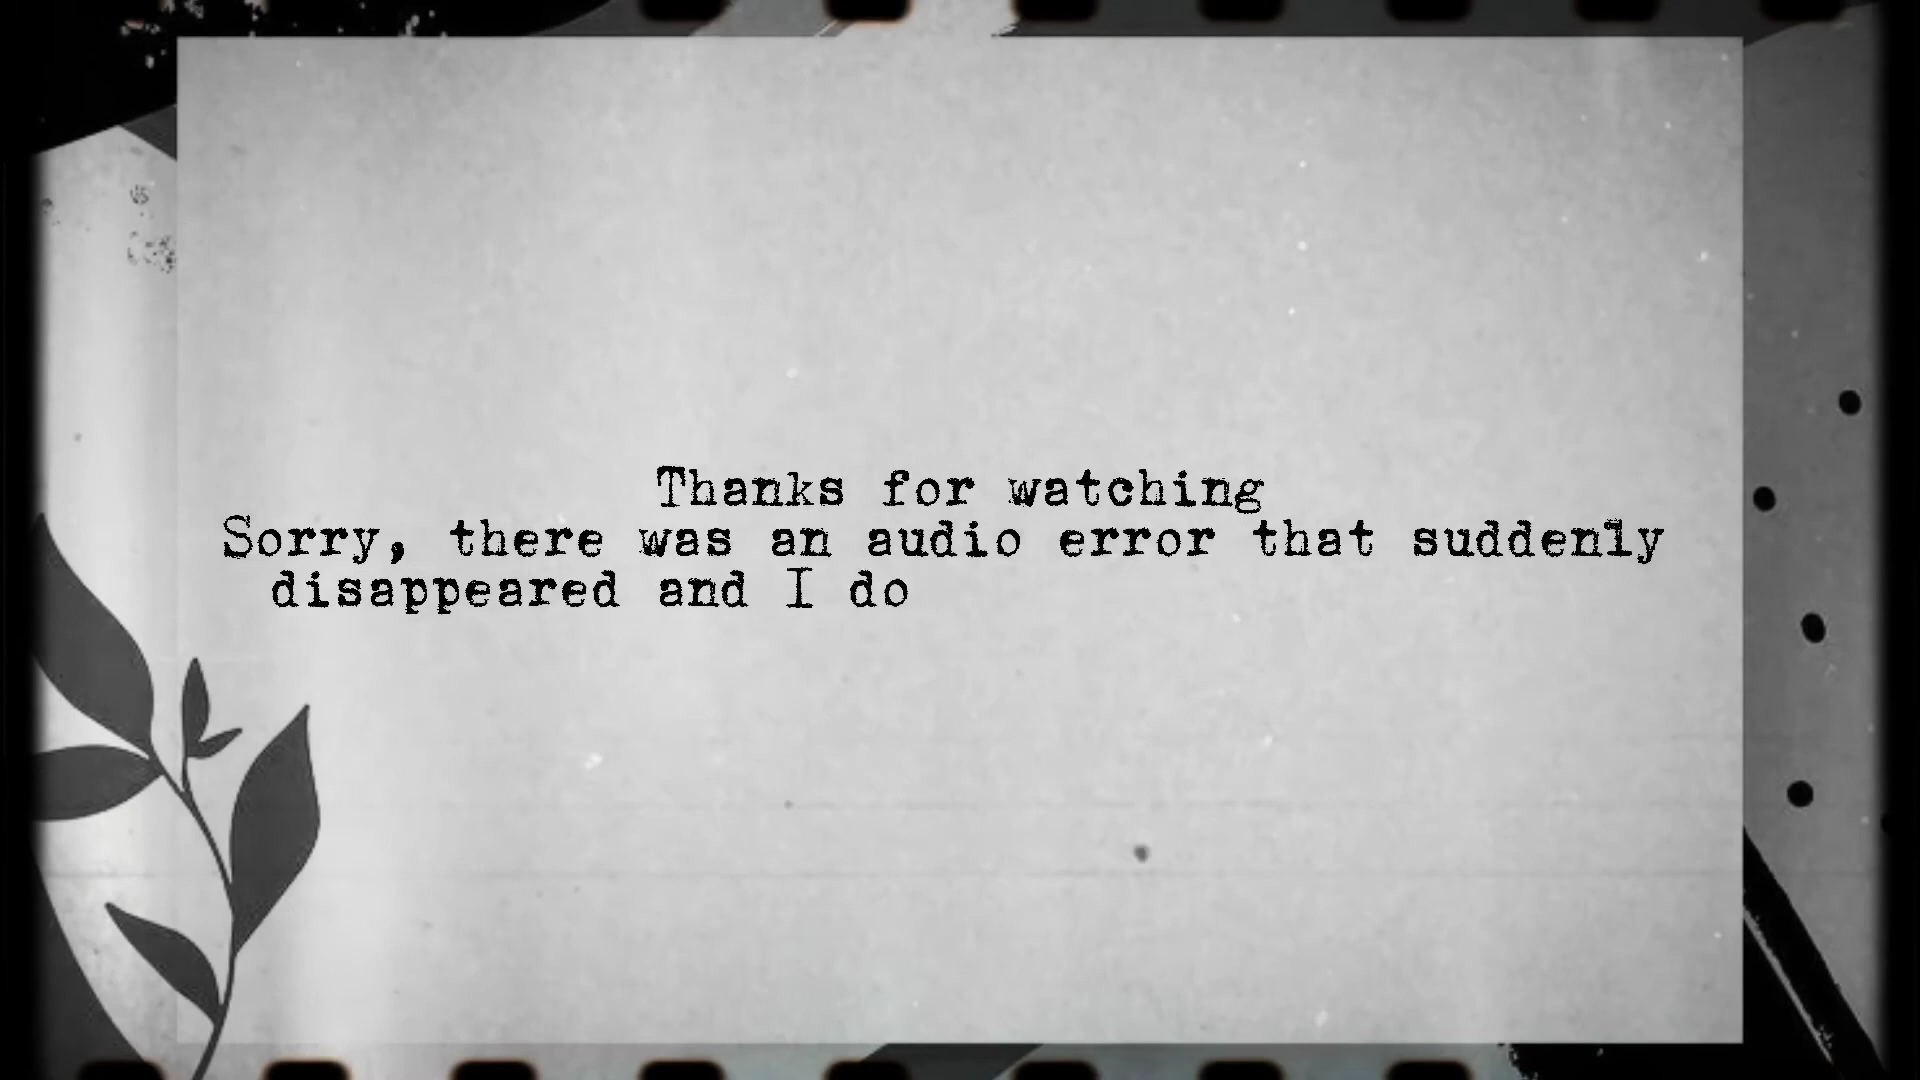 Thanks for watching
Sorry, there was an audio error that suddenly
disappeared and I do